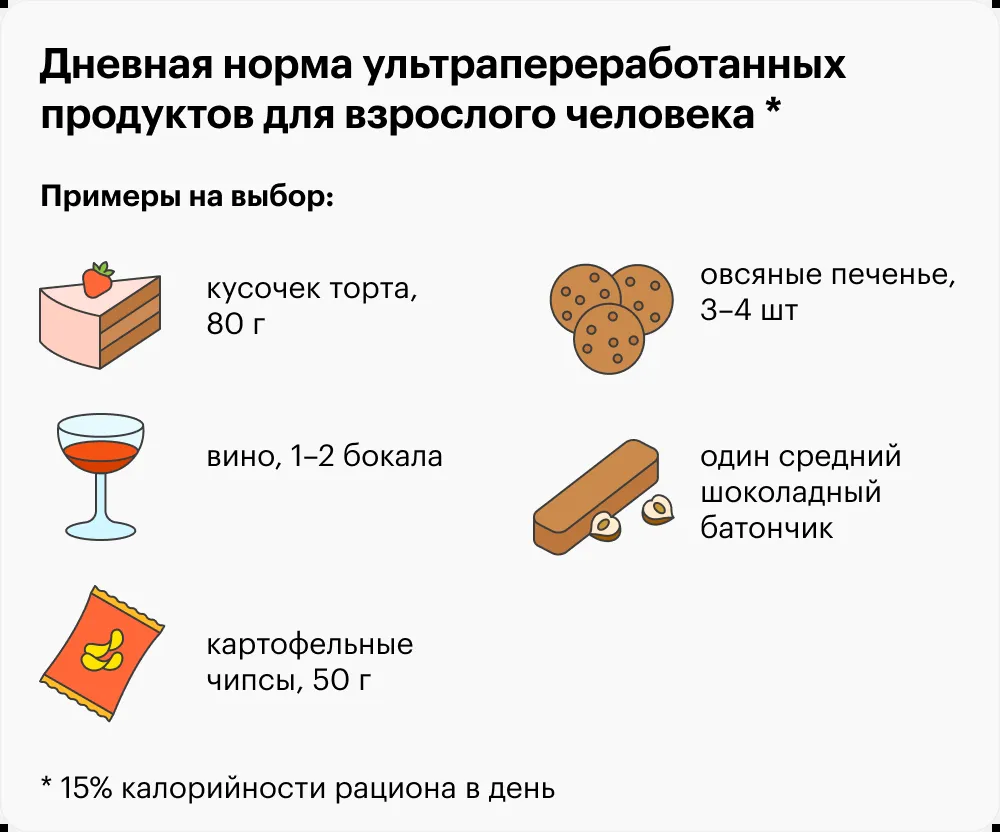 Дневная норма ультрапереработанных
продуктов для взрослого человека *
Примеры на выбор:
кусочек торта,
80 г
овсяные печенье,
3–4 шт
вино, 1–2 бокала
один средний
шоколадный
батончик
картофельные
чипсы, 50 г
* 15% калорийности рациона в день